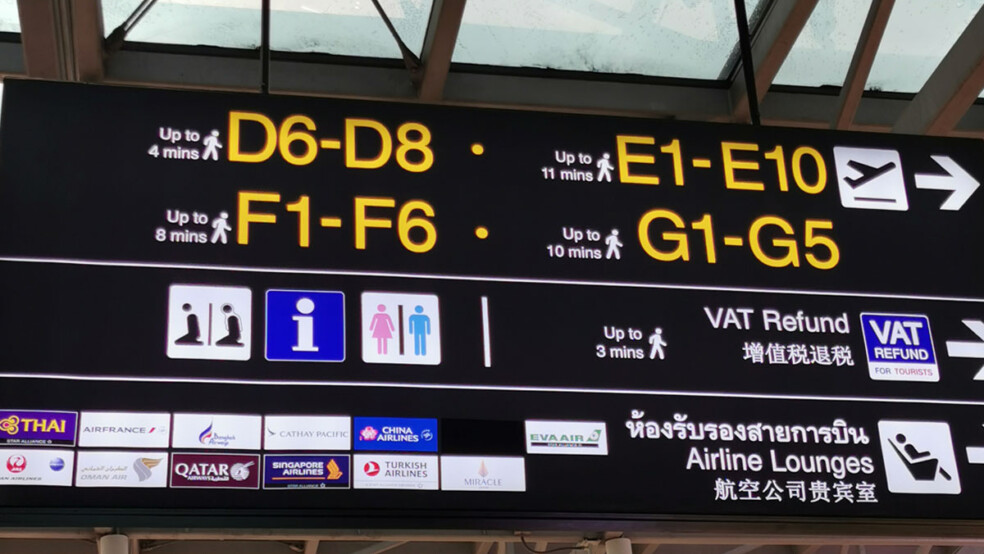 Up to 4 mins D6-D8 • Up to 11 mins E1-E10
Up to 8 mins F1-F6 • Up to 10 mins G1-G5
Up to 3 mins
VAT Refund
增值税退税
VAT
REFUND
FOR TOURISTS
THAI
STAR ALLIANCE
AIRFRANCE
Bangkok Airways
CATHAY PACIFIC
CHINA AIRLINES
EVA AIR
AIRLINES
OMAN AIR
QATAR
AIRWAYS
SINGAPORE AIRLINES
TURKISH AIRLINES
MIRACLE
ห้องรับรองสายการบิน
Airline Lounges
航空公司贵宾室